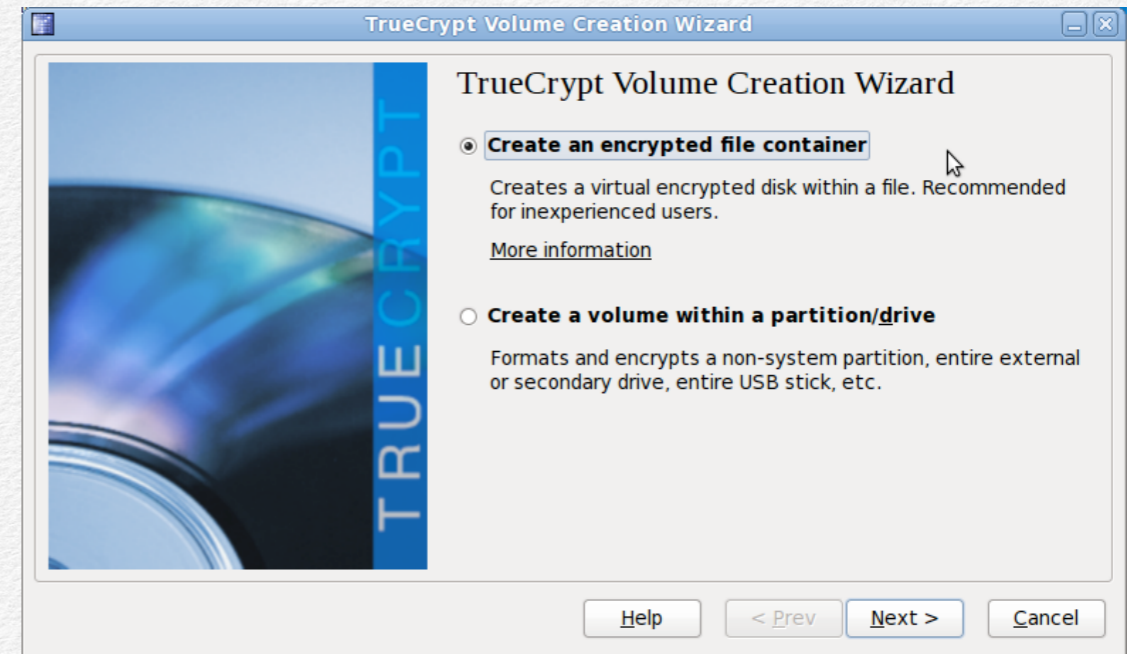 TrueCrypt Volume Creation Wizard
TRUECRYPT
TrueCrypt Volume Creation Wizard
Create an encrypted file container
Creates a virtual encrypted disk within a file. Recommended
for inexperienced users.
More information
Create a volume within a partition/drive
Formats and encrypts a non-system partition, entire external
or secondary drive, entire USB stick, etc.
Help
< Prev
Next >
Cancel